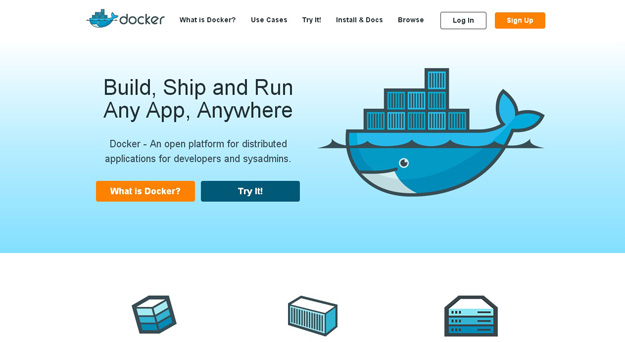 docker What is Docker? Use Cases Try It! Install & Docs Browse Log In Sign Up
Build, Ship and Run
Any App, Anywhere
Docker - An open platform for distributed
applications for developers and sysadmins.
What is Docker? Try It!